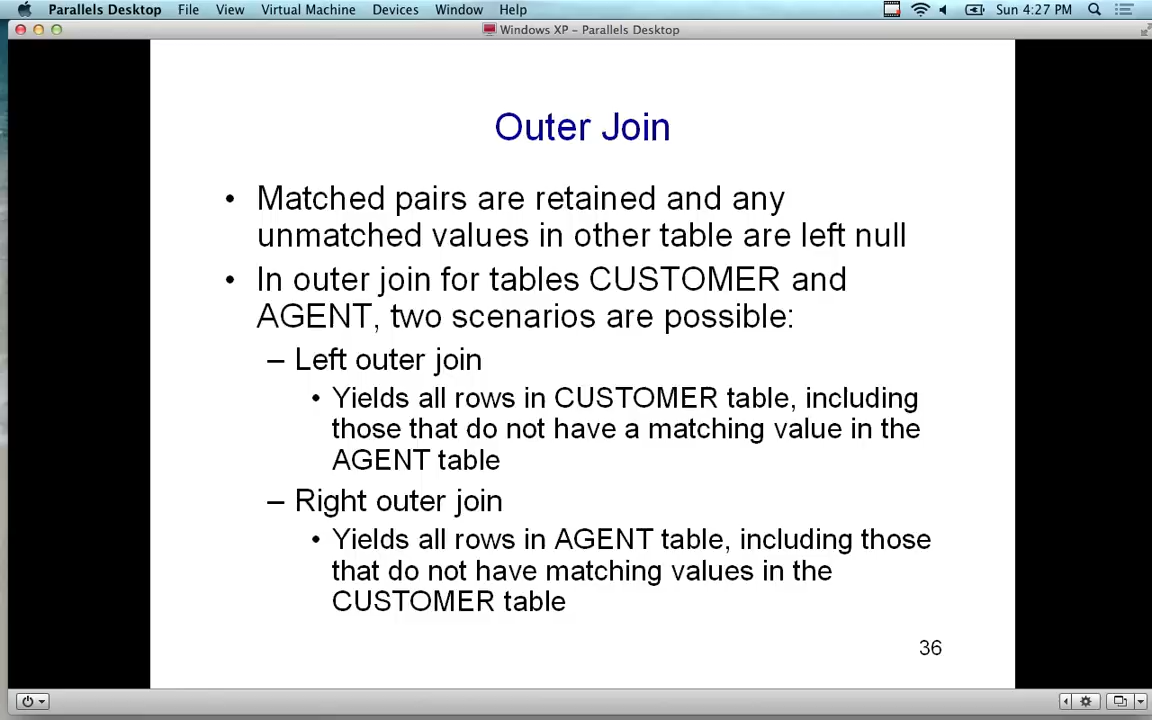 Parallels Desktop File View Virtual Machine Devices Window Help Sun 4:27 PM
Windows XP – Parallels Desktop
Outer Join
• Matched pairs are retained and any
unmatched values in other table are left null
• In outer join for tables CUSTOMER and
AGENT, two scenarios are possible:
– Left outer join
• Yields all rows in CUSTOMER table, including
those that do not have a matching value in the
AGENT table
– Right outer join
• Yields all rows in AGENT table, including those
that do not have matching values in the
CUSTOMER table
36